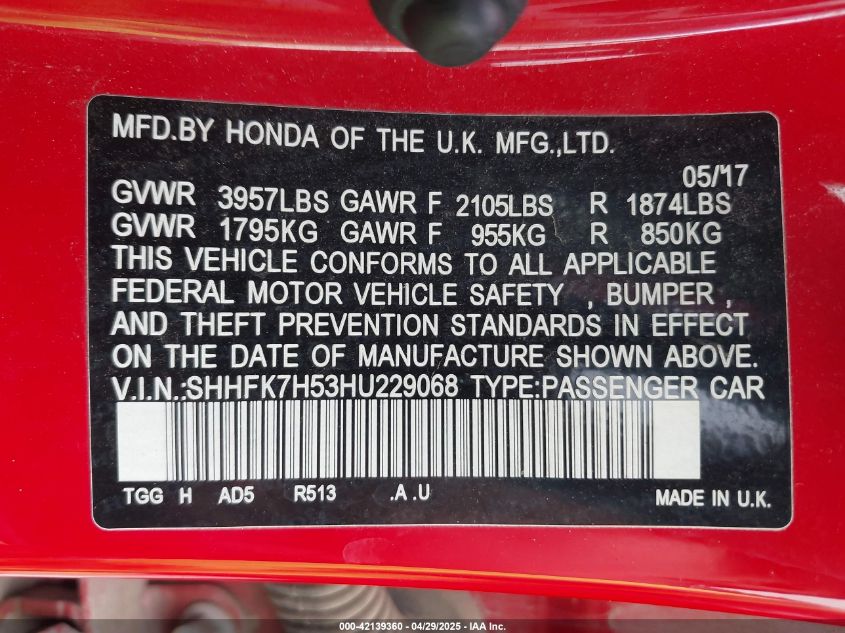 MFD.BY HONDA OF THE U.K. MFG.,LTD.
05/17
GVWR 3957LBS GAWR F 2105LBS R 1874LBS
GVWR 1795KG GAWR F 955KG R 850KG
THIS VEHICLE CONFORMS TO ALL APPLICABLE
FEDERAL MOTOR VEHICLE SAFETY , BUMPER ,
AND THEFT PREVENTION STANDARDS IN EFFECT
ON THE DATE OF MANUFACTURE SHOWN ABOVE.
V.I.N.:SHHFK7H53HU229068 TYPE:PASSENGER CAR
TGG H AD5 R513 .A .U MADE IN U.K.
000-42139360 - 04/29/2025 - IAA, Inc.